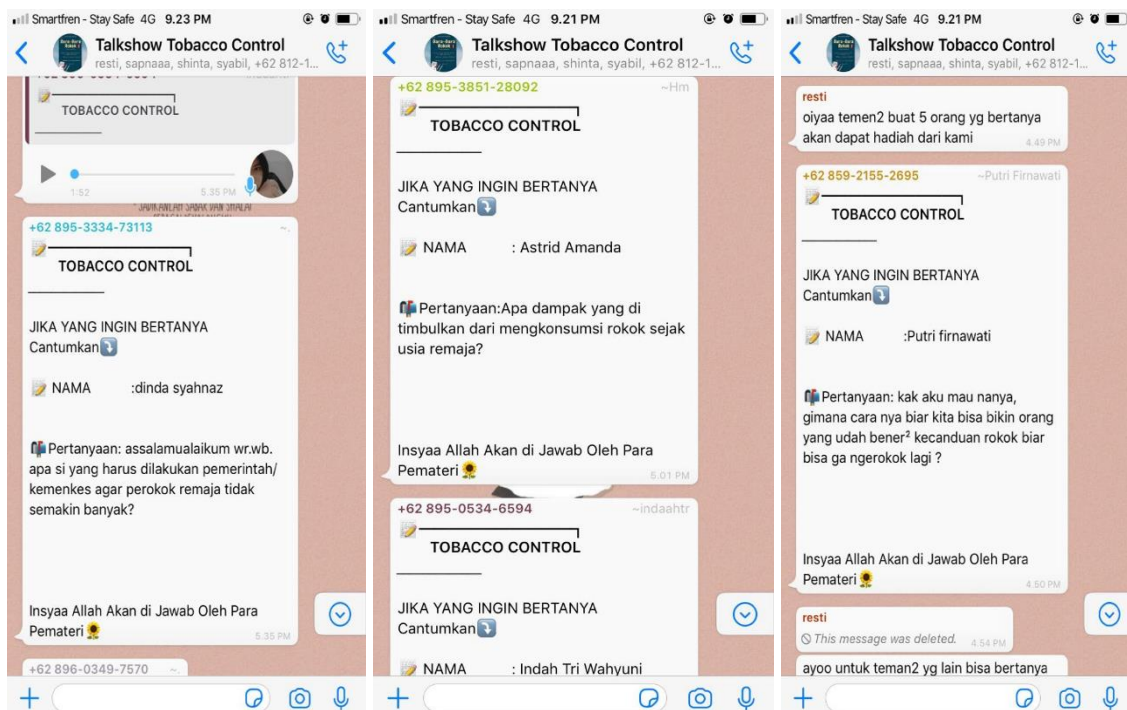 Smartfren - Stay Safe 4G 9.23 PM
Talkshow Tobacco Control
resti, sapnaaa, shinta, syabil, +62 812-1...
TOBACCO CONTROL
1:52 5.35 PM
+62 895-3334-73113 ~.
TOBACCO CONTROL
JIKA YANG INGIN BERTANYA
Cantumkan⤵️
📝 NAMA :dinda syahnaz
📬Pertanyaan: assalamualaikum wr.wb.
apa si yang harus dilakukan pemerintah/
kemenkes agar perokok remaja tidak
semakin banyak?
Insyaa Allah Akan di Jawab Oleh Para
Pemateri🌻 5.35 PM
+62 896-0349-7570 ~.
Smartfren - Stay Safe 4G 9.21 PM
Talkshow Tobacco Control
resti, sapnaaa, shinta, syabil, +62 812-1...
+62 895-3851-28092 ~Hm
TOBACCO CONTROL
JIKA YANG INGIN BERTANYA
Cantumkan⤵️
📝 NAMA : Astrid Amanda
📬Pertanyaan:Apa dampak yang di
timbulkan dari mengkonsumsi rokok sejak
usia remaja?
Insyaa Allah Akan di Jawab Oleh Para
Pemateri🌻 5.01 PM
+62 895-0534-6594 ~indaahtr
TOBACCO CONTROL
JIKA YANG INGIN BERTANYA
Cantumkan⤵️
📝 NAMA : Indah Tri Wahyuni
Smartfren - Stay Safe 4G 9.21 PM
Talkshow Tobacco Control
resti, sapnaaa, shinta, syabil, +62 812-1...
resti
oiyaa temen2 buat 5 orang yg bertanya
akan dapat hadiah dari kami 4.49 PM
+62 859-2155-2695 ~Putri Firnawati
TOBACCO CONTROL
JIKA YANG INGIN BERTANYA
Cantumkan⤵️
📝 NAMA :Putri firnawati
📬Pertanyaan: kak aku mau nanya,
gimana cara nya biar kita bisa bikin orang
yang udah bener² kecanduan rokok biar
bisa ga ngerokok lagi ?
Insyaa Allah Akan di Jawab Oleh Para
Pemateri🌻 4.50 PM
resti
This message was deleted. 4.54 PM
ayoo untuk teman2 yg lain bisa bertanya